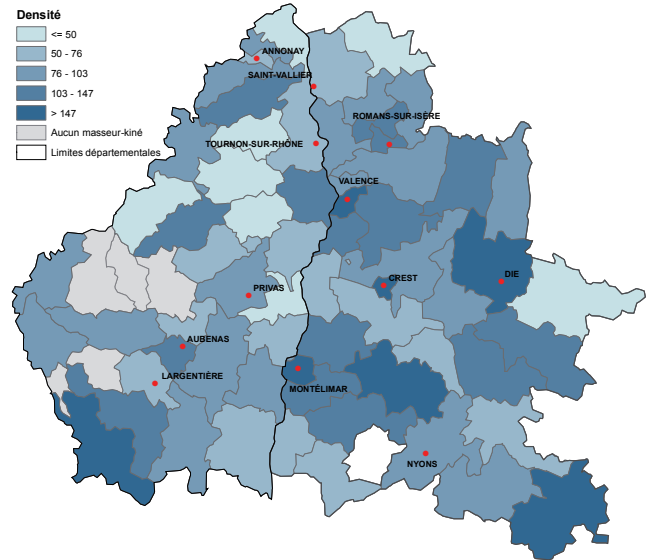 Densité
<= 50
50 - 76
76 - 103
103 - 147
> 147
Aucun masseur-kiné
Limites départementales
ANNONAY
SAINT-VALLIER
ROMANS-SUR-ISÈRE
TOURNON-SUR-RHÔNE
VALENCE
DIE
CREST
PRIVAS
AUBENAS
LARGENTIÈRE
MONTÉLIMAR
NYONS